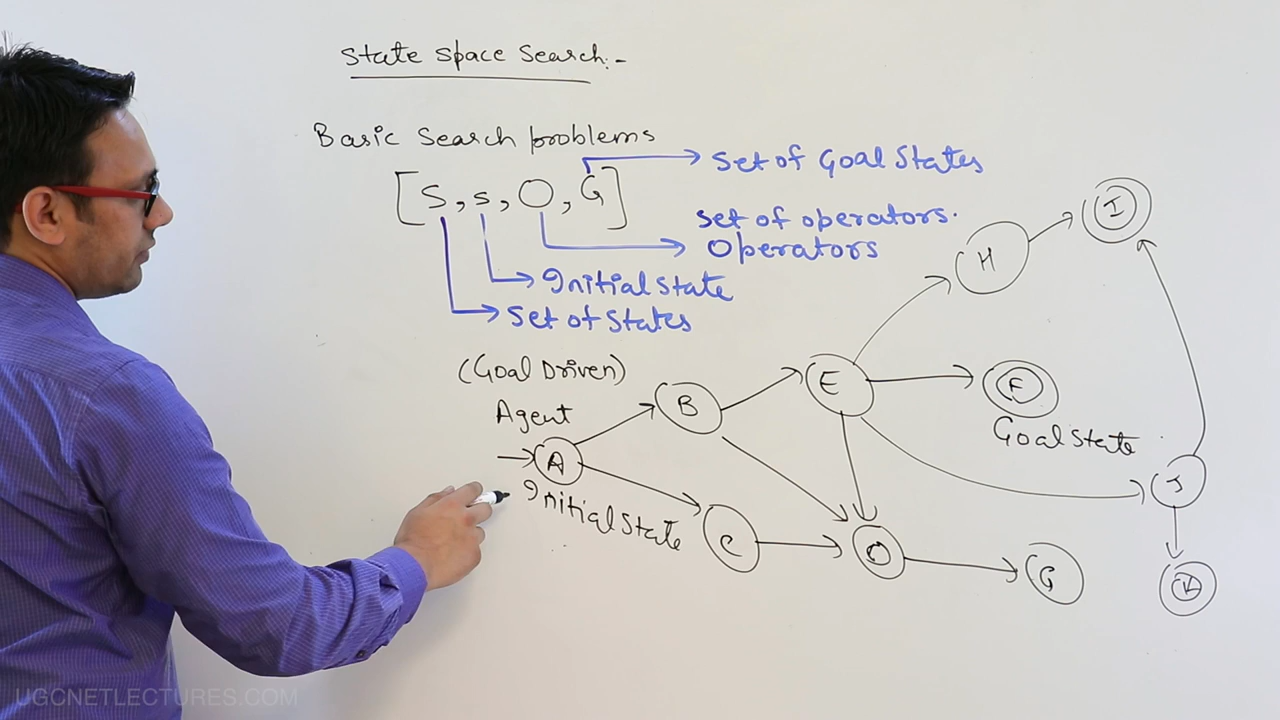 State Space Search:-
Basic Search problems
[S, s, O, G]
Set of Goal States
set of operators.
Operators
Initial State
Set of States
(Goal Driven)
Agent
A
Initial State
B
C
E
D
H
I
F
Goal State
J
G
K
UGCNETLECTURES.COM